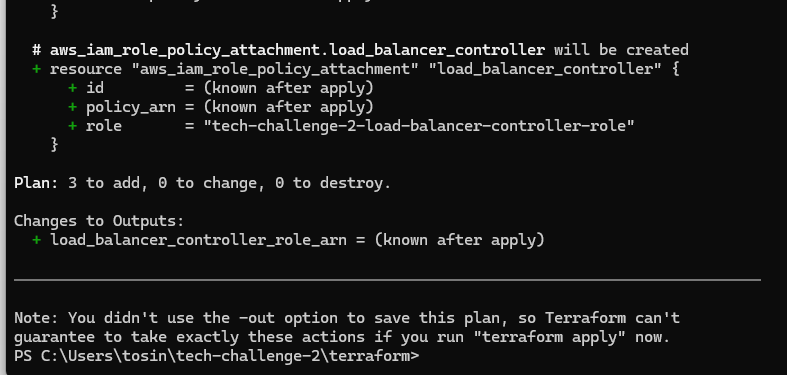 }
# aws_iam_role_policy_attachment.load_balancer_controller will be created
+ resource "aws_iam_role_policy_attachment" "load_balancer_controller" {
+ id         = (known after apply)
+ policy_arn = (known after apply)
+ role       = "tech-challenge-2-load-balancer-controller-role"
}
Plan: 3 to add, 0 to change, 0 to destroy.
Changes to Outputs:
+ load_balancer_controller_role_arn = (known after apply)
Note: You didn't use the -out option to save this plan, so Terraform can't
guarantee to take exactly these actions if you run "terraform apply" now.
PS C:\Users\tosin\tech-challenge-2\terraform>